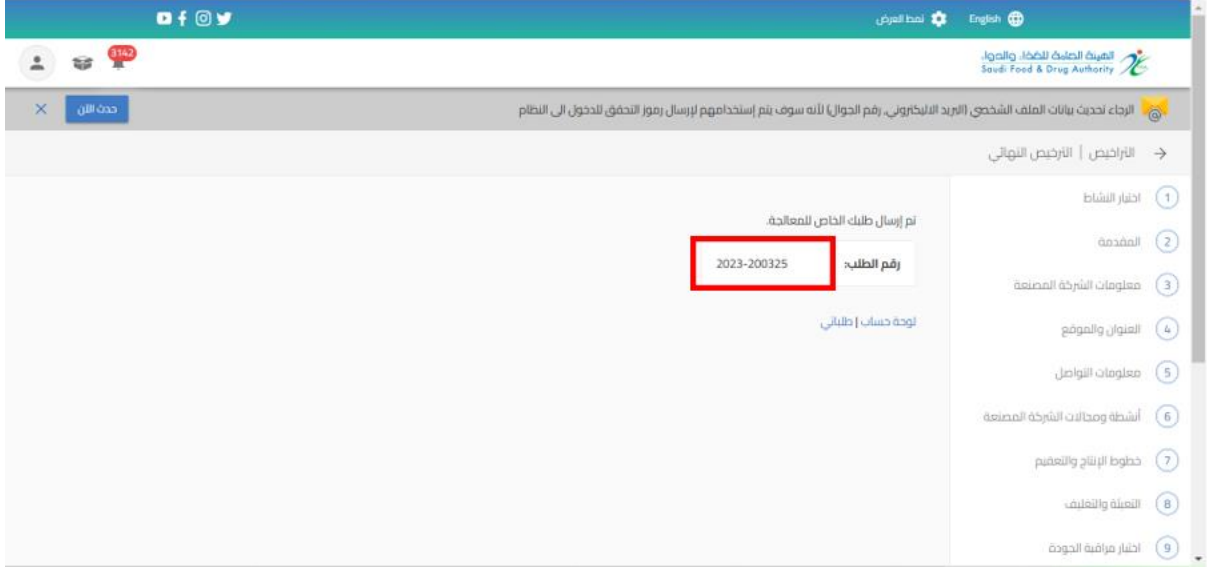 English نمط العرض
الهيئة العامة للغذاء والدواء
Saudi Food & Drug Authority
3142
الرجاء تحديث بيانات الملف الشخصي (البريد الاليكتروني, رقم الجوال) لأنه سوف يتم إستخدامهم لإرسال رموز التحقق للدخول الى النظام
حدث الآن
التراخيص | الترخيص النهائي
1 اختيار النشاط
2 المقدمة
3 معلومات الشركة المصنعة
4 العنوان والموقع
5 معلومات التواصل
6 أنشطة ومجالات الشركة المصنعة
7 خطوط الإنتاج والتعقيم
8 التعبئة والتغليف
9 اختبار مراقبة الجودة
تم إرسال طلبك الخاص للمعالجة.
رقم الطلب: 2023-200325
لوحة حساب | طلباتي